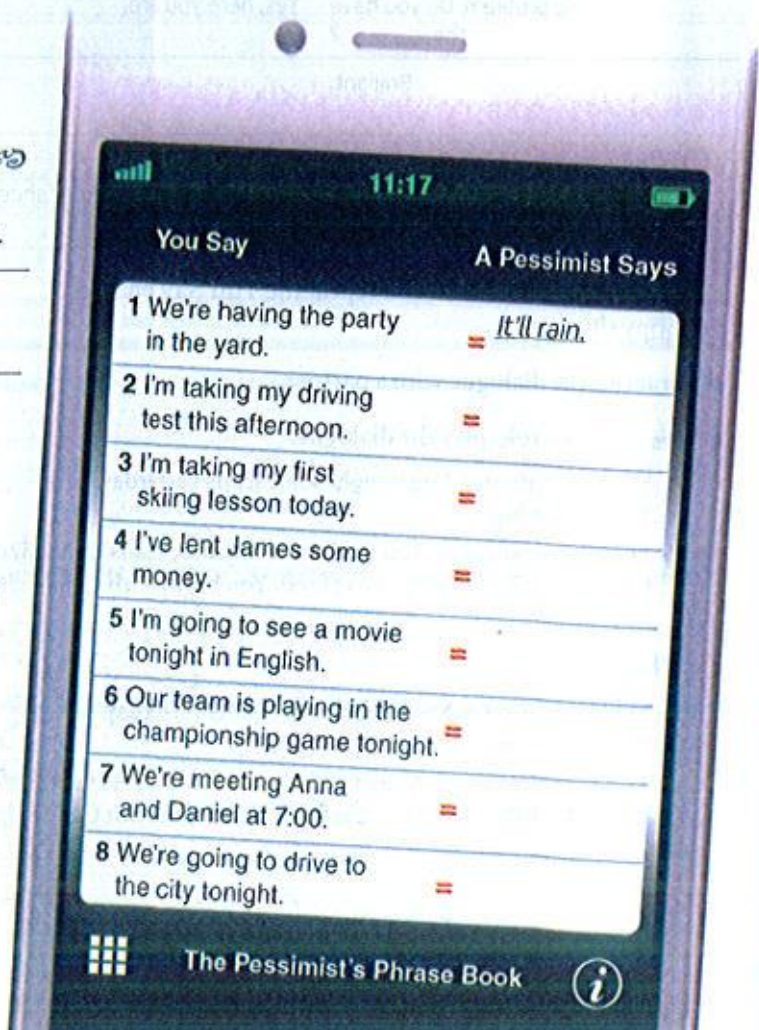 11:17
You Say
A Pessimist Says
1 We're having the party
in the yard.
= It'll rain.
2 I'm taking my driving
test this afternoon.
=
3 I'm taking my first
skiing lesson today.
=
4 I've lent James some
money.
=
5 I'm going to see a movie
tonight in English.
=
6 Our team is playing in the
championship game tonight.
=
7 We're meeting Anna
and Daniel at 7:00.
=
8 We're going to drive to
the city tonight.
=
The Pessimist's Phrase Book
i